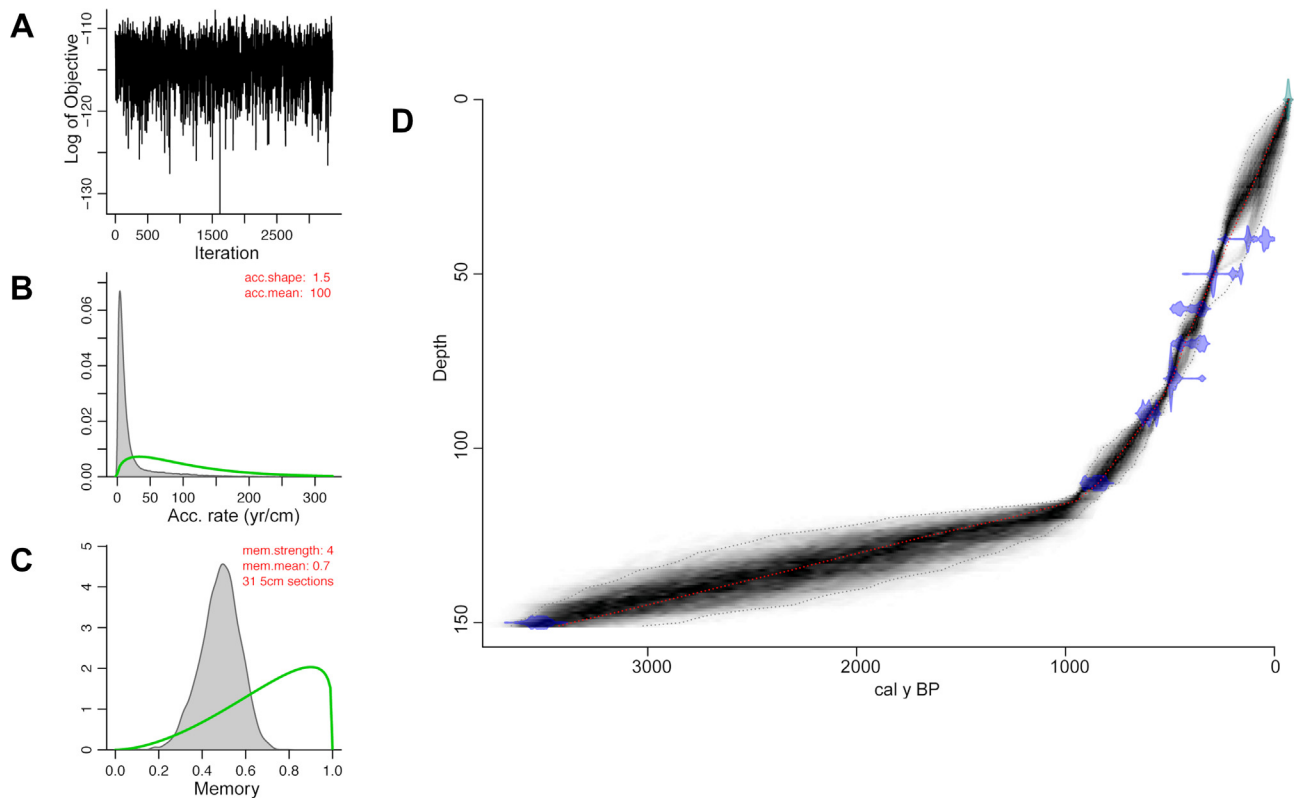 A
Log of Objective
-110
-120
-130
0 500 1500 2500
Iteration
B
acc.shape: 1.5
acc.mean: 100
0.06
0.04
0.02
0.00
0 50 100 200 300
Acc. rate (yr/cm)
C
mem.strength: 4
mem.mean: 0.7
31 5cm sections
5
4
3
2
1
0
0.0 0.2 0.4 0.6 0.8 1.0
Memory
D
Depth
0
50
100
150
3000 2000 1000 0
cal y BP